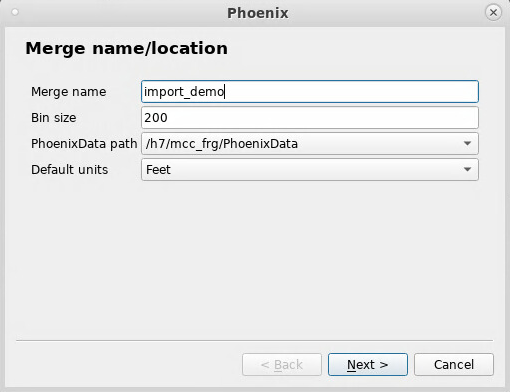 Phoenix
Merge name/location
Merge name import_demo
Bin size 200
PhoenixData path /h7/mcc_frg/PhoenixData
Default units Feet
< Back Next > Cancel